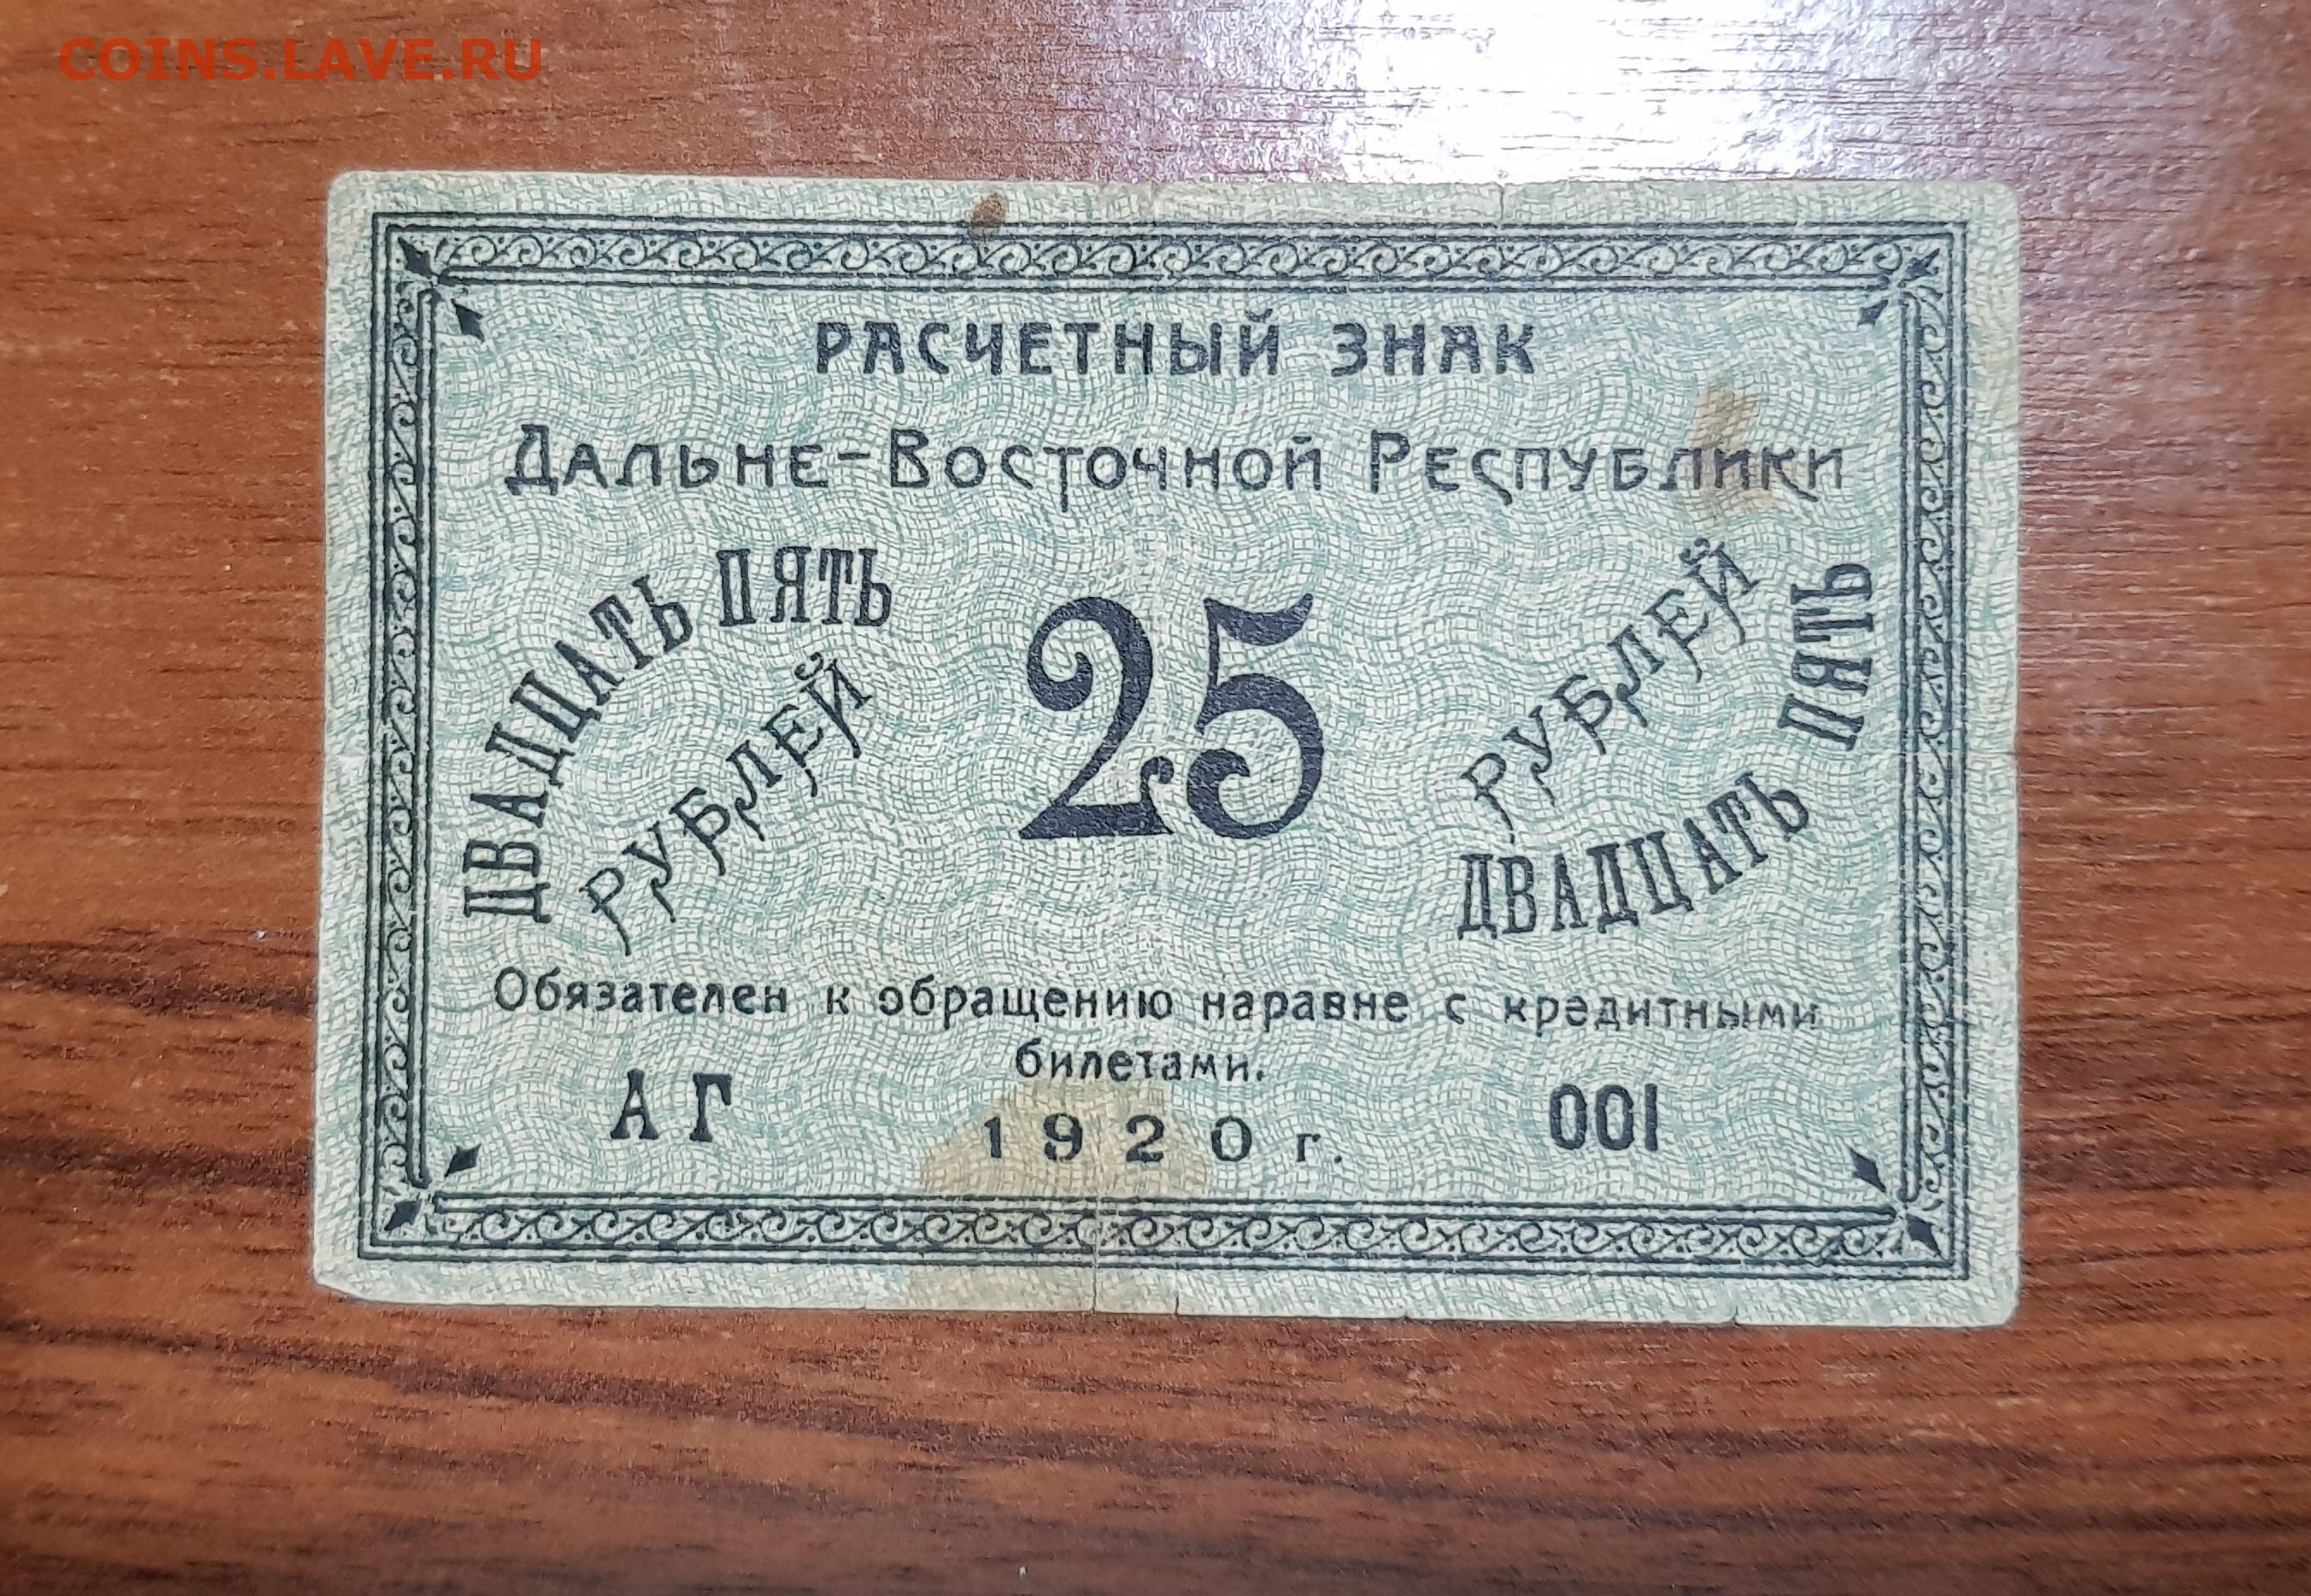 COINS.LAVE.RU
РАСЧЕТНЫЙ ЗНАК
ДАЛЬНЕ-ВОСТОЧНОЙ РЕСПУБЛИКИ
ДВАДЦАТЬ ПЯТЬ
РУБЛЕЙ
25
РУБЛЕЙ
ДВАДЦАТЬ ПЯТЬ
Обязателен к обращению наравне с кредитными
билетами.
АГ
1920 г.
001